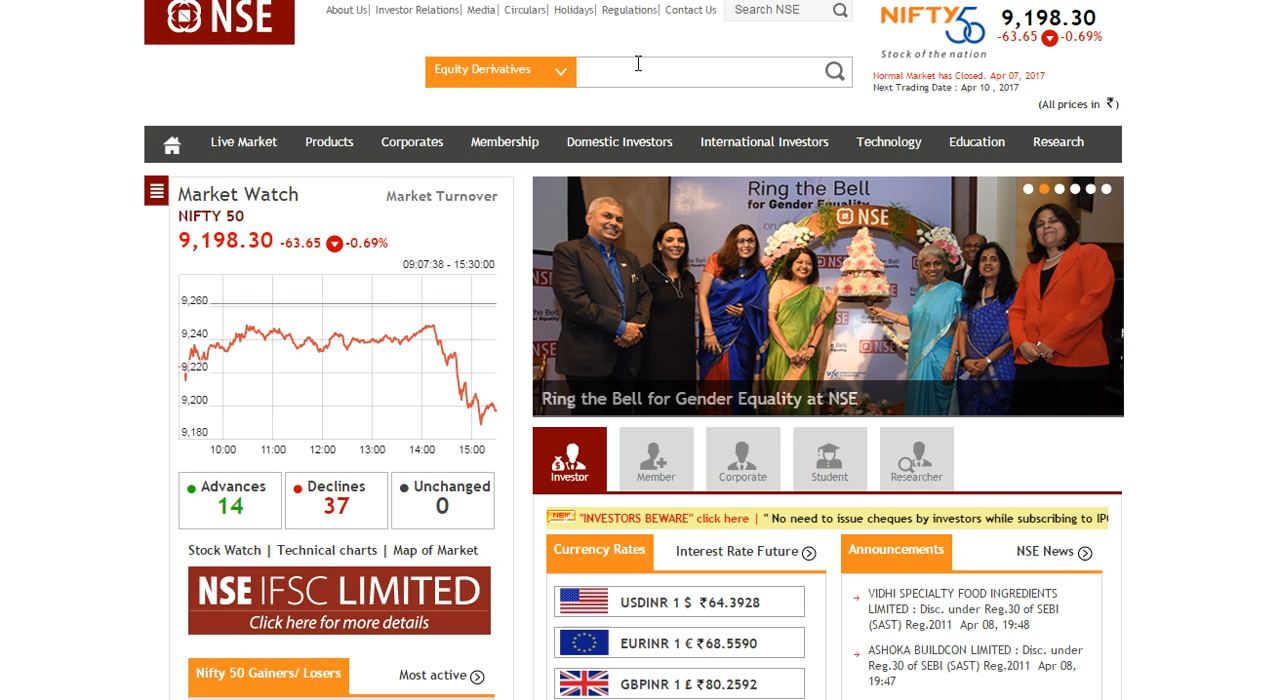 NSE
About Us| Investor Relations| Media| Circulars| Holidays| Regulations| Contact Us
Search NSE
NIFTY 50
Stock of the nation
9,198.30
-63.65 -0.69%
Normal Market has Closed. Apr 07, 2017
Next Trading Date : Apr 10 , 2017
(All prices in ₹)
Equity Derivatives
Live Market Products Corporates Membership Domestic Investors International Investors Technology Education Research
Market Watch Market Turnover
NIFTY 50
9,198.30 -63.65 -0.69%
09:07:38 - 15:30:00
9,260
9,240
9,220
9,200
9,180
10:00 11:00 12:00 13:00 14:00 15:00
Advances
14
Declines
37
Unchanged
0
Stock Watch | Technical charts | Map of Market
NSE IFSC LIMITED
Click here for more details
Nifty 50 Gainers/ Losers Most active
Ring the Bell
for Gender Equality
NSE
Ring the Bell for Gender Equality at NSE
Investor Member Corporate Student Researcher
NEW "INVESTORS BEWARE" click here | " No need to issue cheques by investors while subscribing to IP
Currency Rates Interest Rate Future
USDINR 1 $ ₹64.3928
EURINR 1 € ₹68.5590
GBPINR 1 £ ₹80.2592
Announcements NSE News
VIDHI SPECIALTY FOOD INGREDIENTS
LIMITED : Disc. under Reg.30 of SEBI
(SAST) Reg.2011 Apr 08, 19:48
ASHOKA BUILDCON LIMITED : Disc. under
Reg.30 of SEBI (SAST) Reg.2011 Apr 08,
19:47